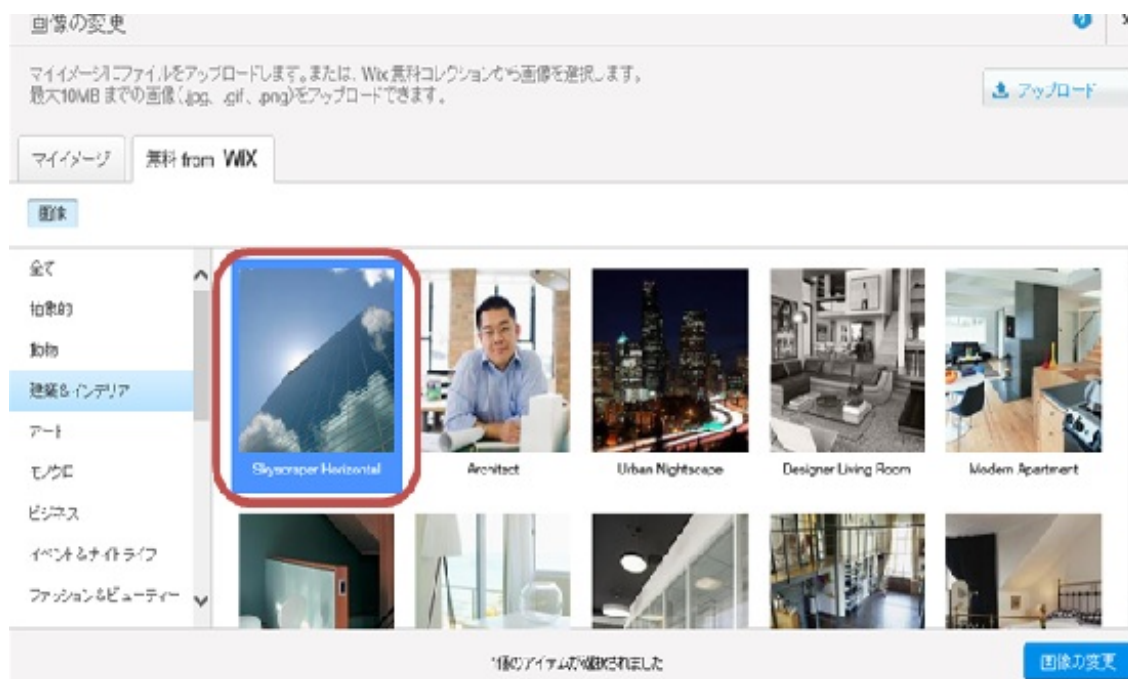 画像の変更
マイイメージにファイルをアップロードします。または、Wix 無料コレクションから画像を選択します。
最大10MB までの画像(.jpg、.gif、.png)をアップロードできます。
アップロード
マイイメージ
無料 from WIX
画像
全て
抽象的
動物
建築&インテリア
アート
モノクロ
ビジネス
イベント&ナイトライフ
ファッション&ビューティー
Skyscraper Horizontal
Architect
Urban Nightscape
Designer Living Room
Modern Apartment
1個のアイテムが選択されました
画像の変更